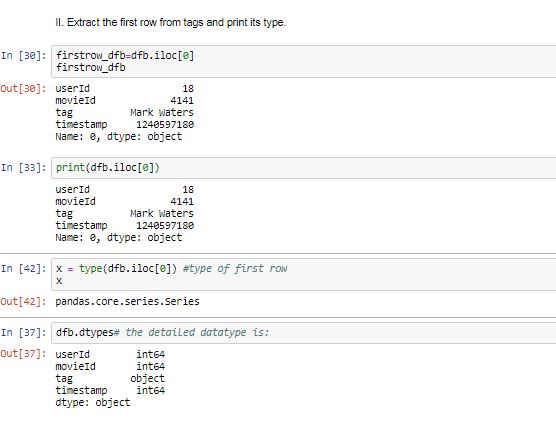 II. Extract the first row from tags and print its type.
In [30]: firstrow_dfb=dfb.iloc[0]
firstrow_dfb
Out[30]: userId 18
movieId 4141
tag Mark Waters
timestamp 1240597180
Name: 0, dtype: object
In [33]: print(dfb.iloc[0])
userId 18
movieId 4141
tag Mark Waters
timestamp 1240597180
Name: 0, dtype: object
In [42]: x = type(dfb.iloc[0]) #type of first row
x
Out[42]: pandas.core.series.Series
In [37]: dfb.dtypes# the detailed datatype is:
Out[37]: userId int64
movieId int64
tag object
timestamp int64
dtype: object